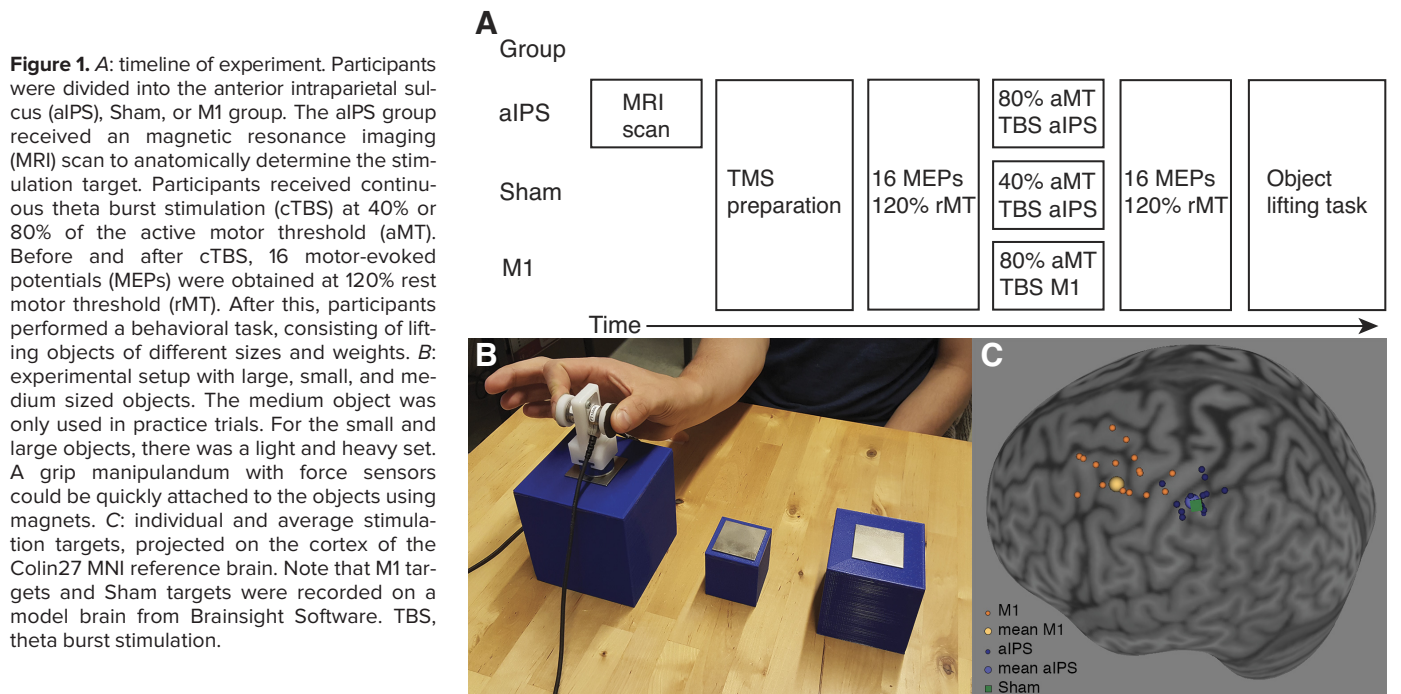 Figure 1. A: timeline of experiment. Participants
were divided into the anterior intraparietal sul-
cus (aIPS), Sham, or M1 group. The aIPS group
received an magnetic resonance imaging
(MRI) scan to anatomically determine the stim-
ulation target. Participants received continu-
ous theta burst stimulation (cTBS) at 40% or
80% of the active motor threshold (aMT).
Before and after cTBS, 16 motor-evoked
potentials (MEPs) were obtained at 120% rest
motor threshold (rMT). After this, participants
performed a behavioral task, consisting of lift-
ing objects of different sizes and weights. B:
experimental setup with large, small, and me-
dium sized objects. The medium object was
only used in practice trials. For the small and
large objects, there was a light and heavy set.
A grip manipulandum with force sensors
could be quickly attached to the objects using
magnets. C: individual and average stimula-
tion targets, projected on the cortex of the
Colin27 MNI reference brain. Note that M1 tar-
gets and Sham targets were recorded on a
model brain from Brainsight Software. TBS,
theta burst stimulation.
A
Group
aIPS
Sham
M1
MRI
scan
TMS
preparation
16 MEPs
120% rMT
80% aMT
TBS aIPS
40% aMT
TBS aIPS
80% aMT
TBS M1
16 MEPs
120% rMT
Object
lifting task
Time
B
C
M1
mean M1
aIPS
mean aIPS
Sham